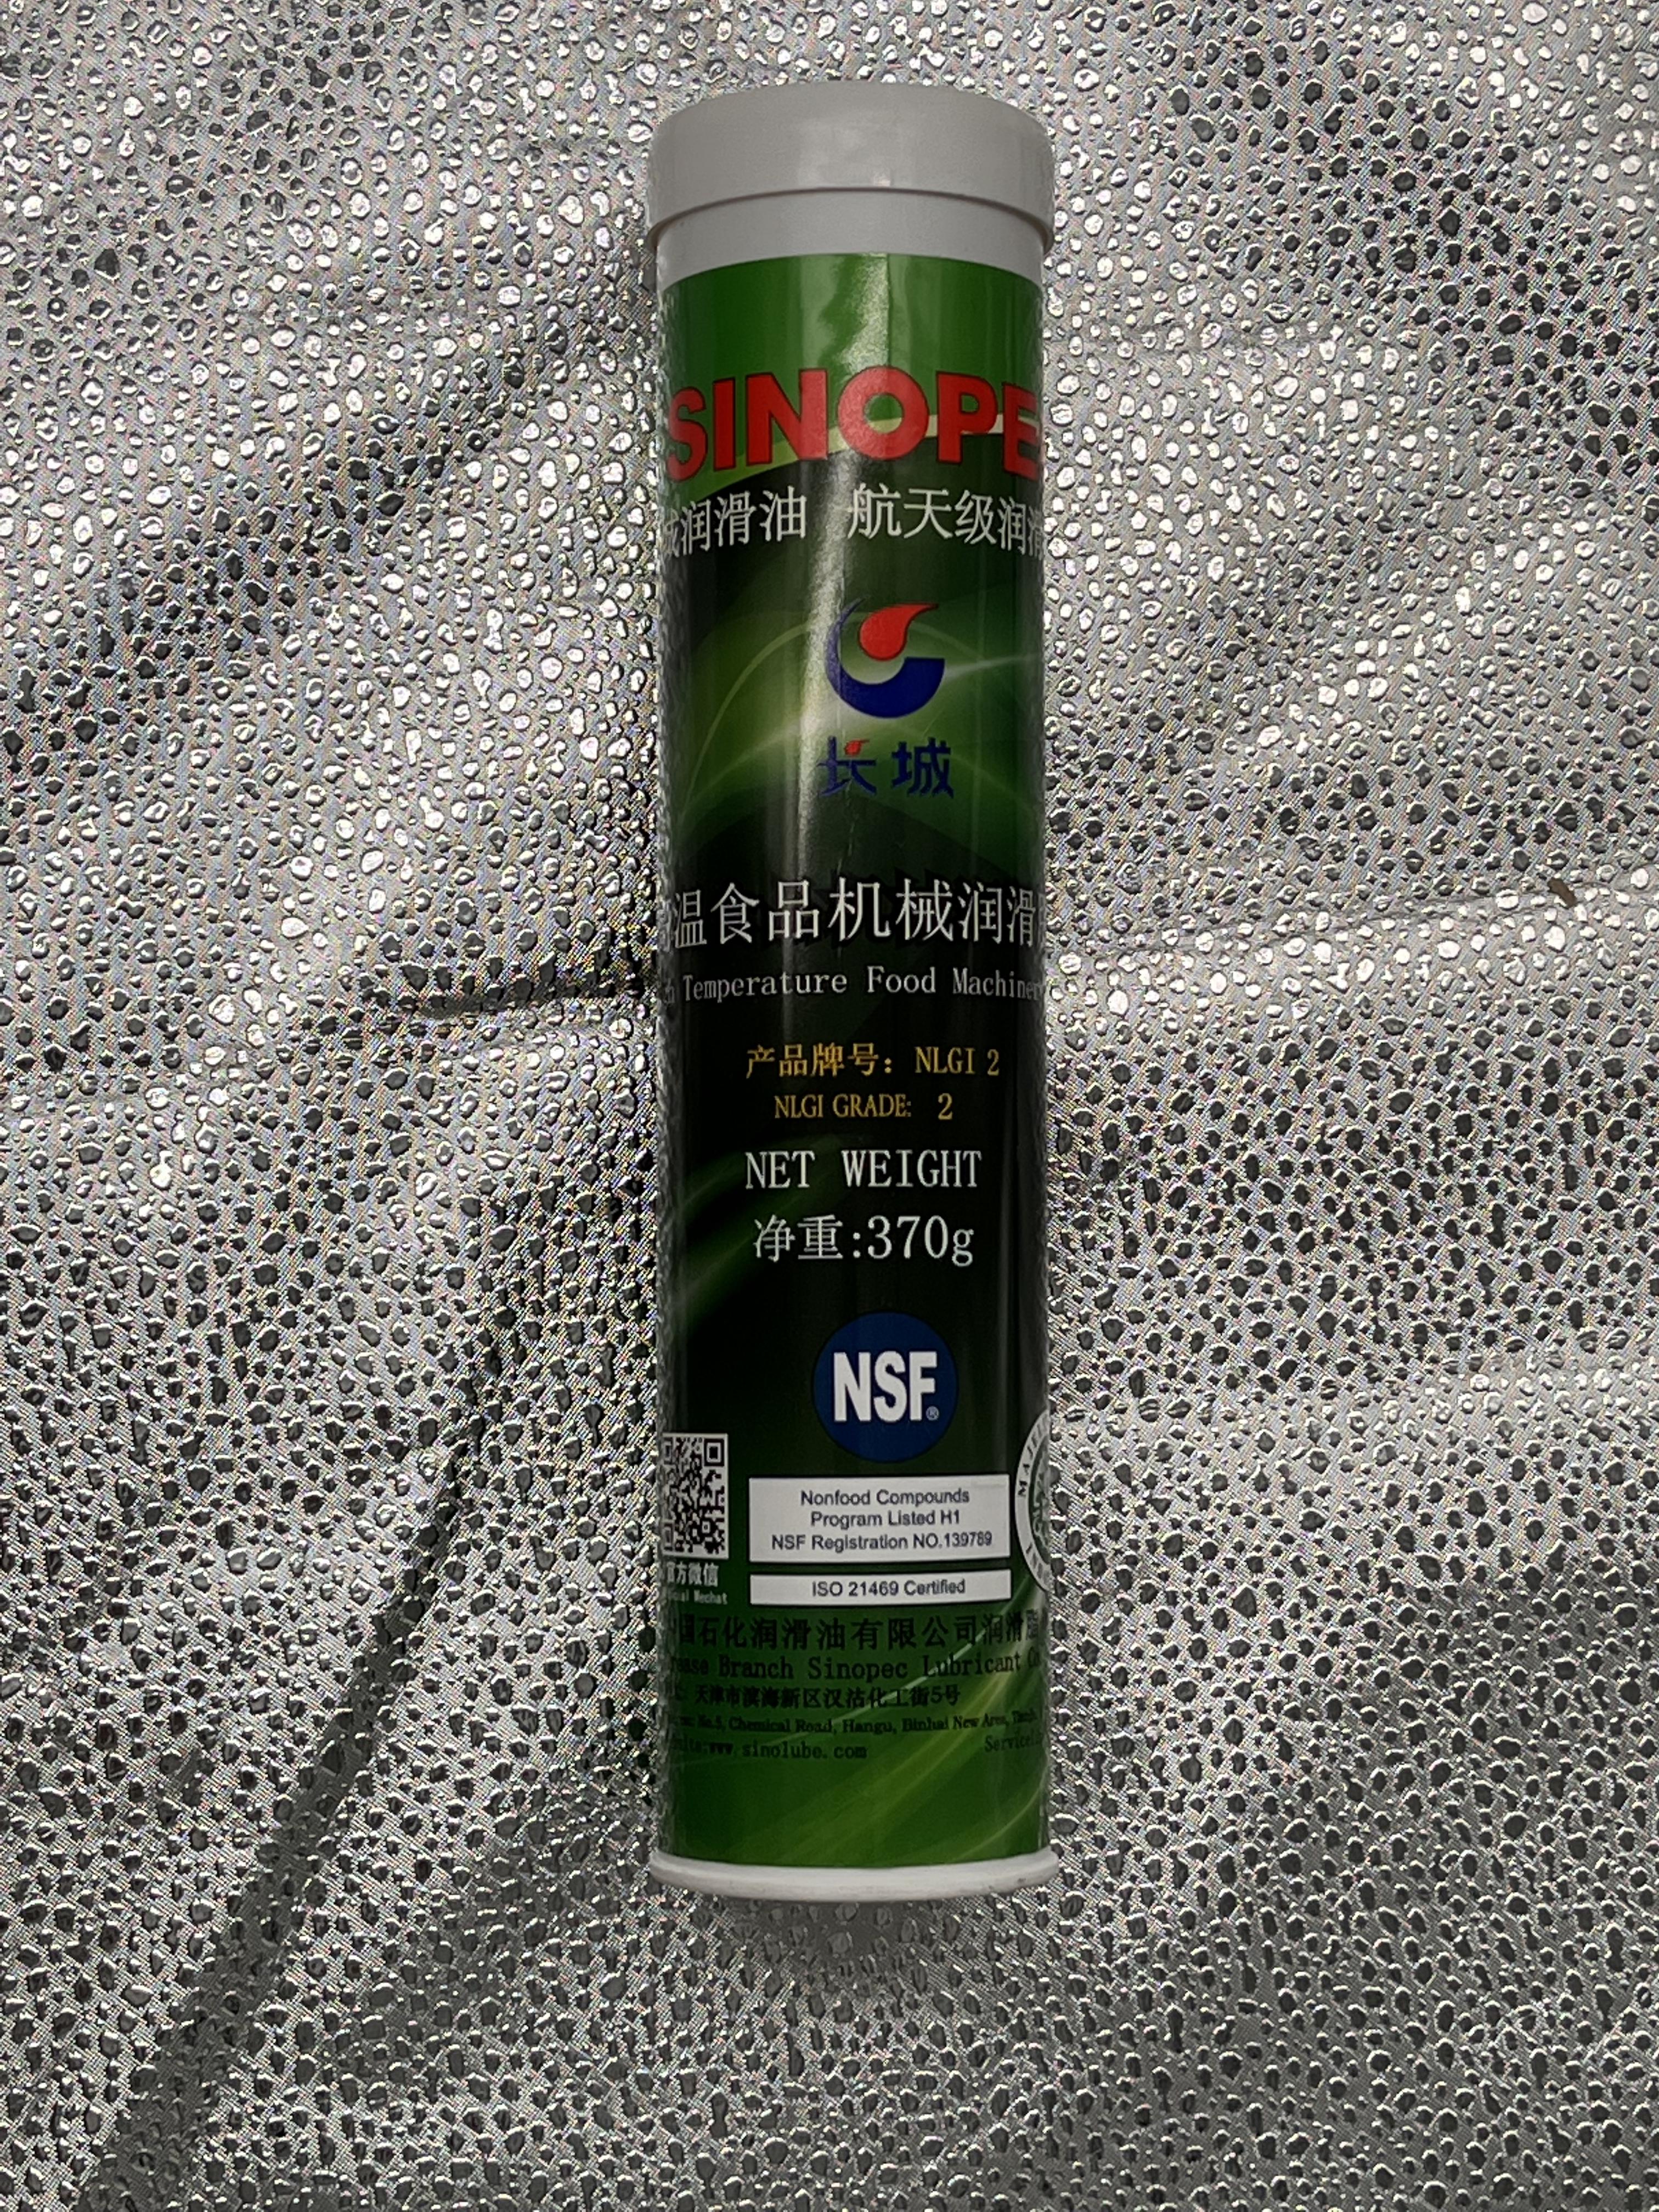 SINOPE
润滑油 航天级润
长城
温食品机械润滑
Temperature Food Machinery
产品牌号：NLGI 2
NLGI GRADE: 2
NET WEIGHT
净重:370g
NSF®
Nonfood Compounds
Program Listed H1
NSF Registration NO.139789
ISO 21469 Certified
官方微信
Wechat
国石化润滑油有限公司润滑
Branch Sinopec Lubricant
天津市滨海新区汉沽化工街5号
No.5, Chemical Road, Hangu, Binhai New Area,
www.sinolube.com
Service